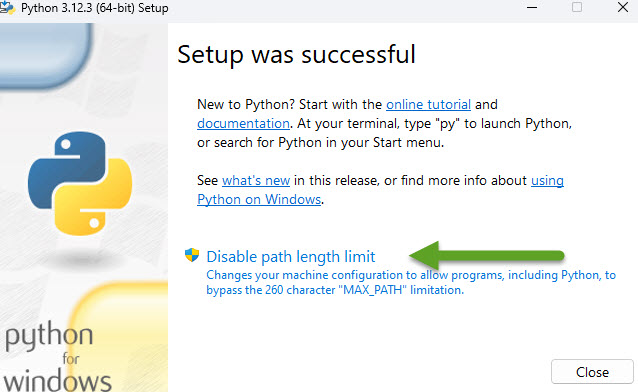 Python 3.12.3 (64-bit) Setup
Setup was successful
New to Python? Start with the online tutorial and
documentation. At your terminal, type "py" to launch Python,
or search for Python in your Start menu.
See what's new in this release, or find more info about using
Python on Windows.
Disable path length limit
Changes your machine configuration to allow programs, including Python, to
bypass the 260 character "MAX_PATH" limitation.
python
for
windows
Close